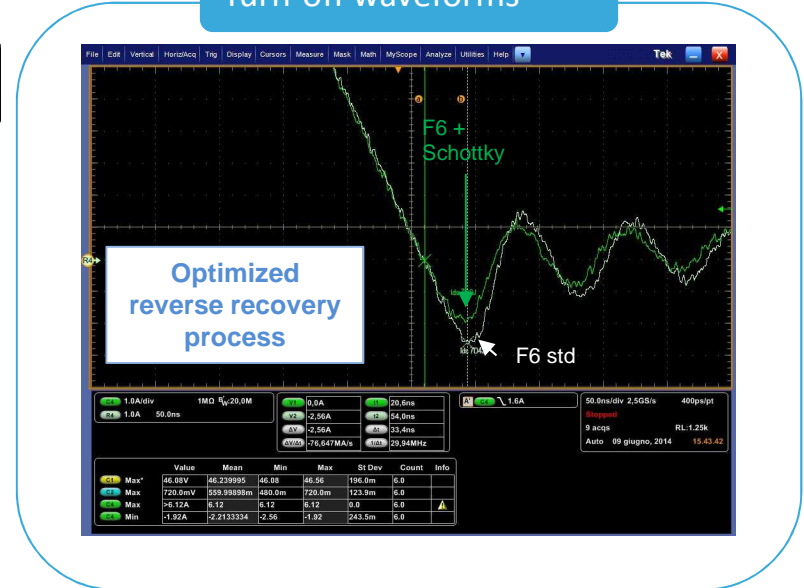 Turn-off waveforms
File Edit Vertical Horiz/Acq Trig Display Cursors Measure Mask Math MyScope Analyze Utilities Help Tek X
a b
F6 +
Schottky
R4
Optimized
reverse recovery
process
F6 std
C4 1.0A/div 1MΩ BW:20,0M
R4 1.0A 50.0ns
V1 0,0A t1 20,6ns
V2 -2,56A t2 54,0ns
ΔV -2,56A Δt 33,4ns
ΔV/Δt -76,647MA/s 1/Δt 29,94MHz
A' C4 1.6A
50.0ns/div 2,5GS/s 400ps/pt
Stopped
9 acqs RL:1.25k
Auto 09 giugno, 2014 15.43.42
Value Mean Min Max St Dev Count Info
C1 Max* 46.08V 46.239995 46.08 46.56 196.0m 6.0
C3 Max 720.0mV 559.99898m 480.0m 720.0m 123.9m 6.0
C4 Max >6.12A 6.12 6.12 6.12 0.0 6.0
C4 Min -1.92A -2.2133334 -2.56 -1.92 243.5m 6.0